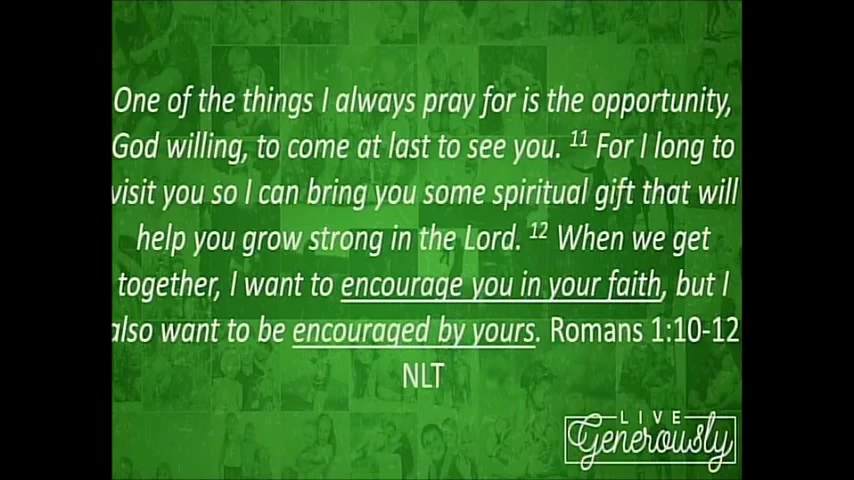 One of the things I always pray for is the opportunity,
God willing, to come at last to see you. 11 For I long to
visit you so I can bring you some spiritual gift that will
help you grow strong in the Lord. 12 When we get
together, I want to encourage you in your faith, but I
also want to be encouraged by yours. Romans 1:10-12
NLT
LIVE
Generously